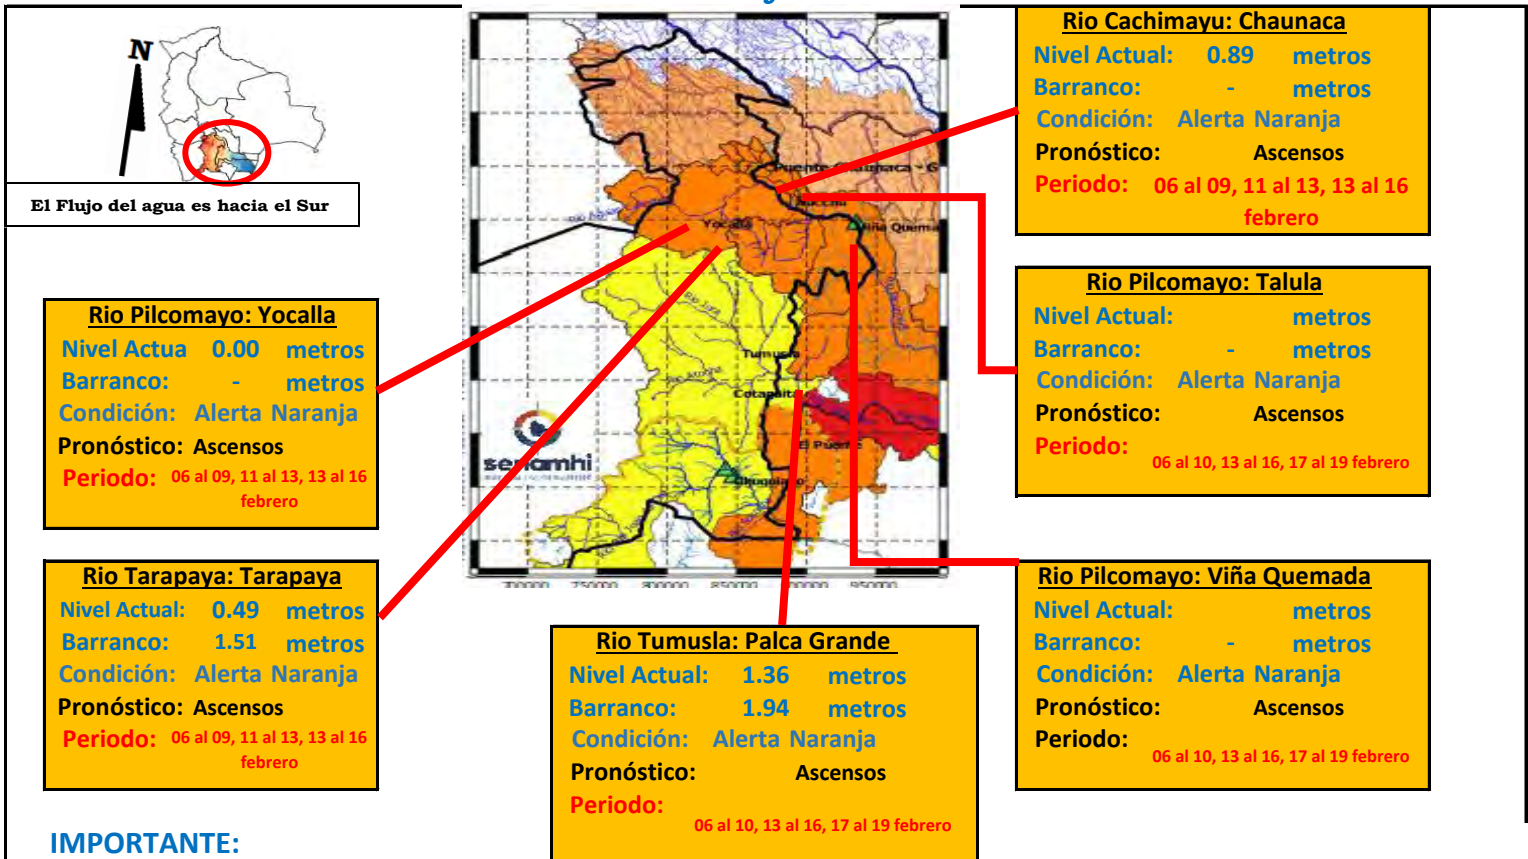 N
El Flujo del agua es hacia el Sur
Rio Pilcomayo: Yocalla
Nivel Actua 0.00 metros
Barranco: - metros
Condición: Alerta Naranja
Pronóstico: Ascensos
Periodo: 06 al 09, 11 al 13, 13 al 16
febrero
Rio Tarapaya: Tarapaya
Nivel Actual: 0.49 metros
Barranco: 1.51 metros
Condición: Alerta Naranja
Pronóstico: Ascensos
Periodo: 06 al 09, 11 al 13, 13 al 16
febrero
IMPORTANTE:
Yocalla
Tumusla
Cotagaita
El Puente
senamhi
700000 750000 800000 850000 950000
Rio Tumusla: Palca Grande
Nivel Actual: 1.36 metros
Barranco: 1.94 metros
Condición: Alerta Naranja
Pronóstico: Ascensos
Periodo:
06 al 10, 13 al 16, 17 al 19 febrero
Rio Cachimayu: Chaunaca
Nivel Actual: 0.89 metros
Barranco: - metros
Condición: Alerta Naranja
Pronóstico: Ascensos
Periodo: 06 al 09, 11 al 13, 13 al 16
febrero
Rio Pilcomayo: Talula
Nivel Actual: metros
Barranco: - metros
Condición: Alerta Naranja
Pronóstico: Ascensos
Periodo:
06 al 10, 13 al 16, 17 al 19 febrero
Rio Pilcomayo: Viña Quemada
Nivel Actual: metros
Barranco: - metros
Condición: Alerta Naranja
Pronóstico: Ascensos
Periodo:
06 al 10, 13 al 16, 17 al 19 febrero